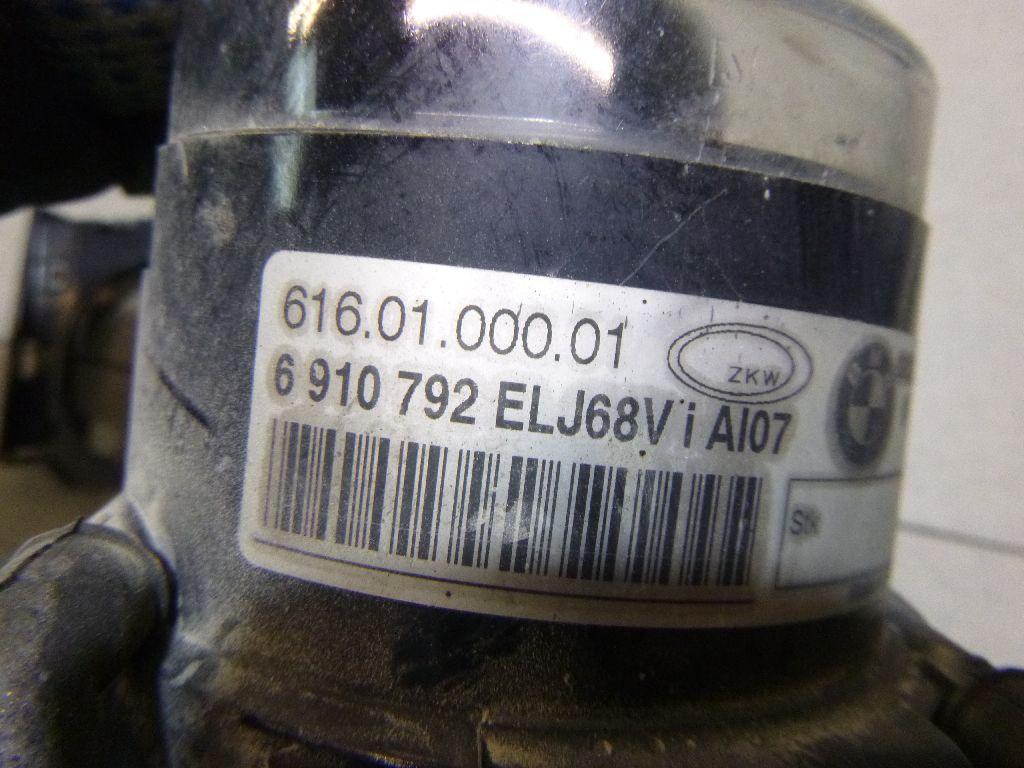 616.01.000.01
ZKW
6 910 792 ELJ68V i AI07
Stk